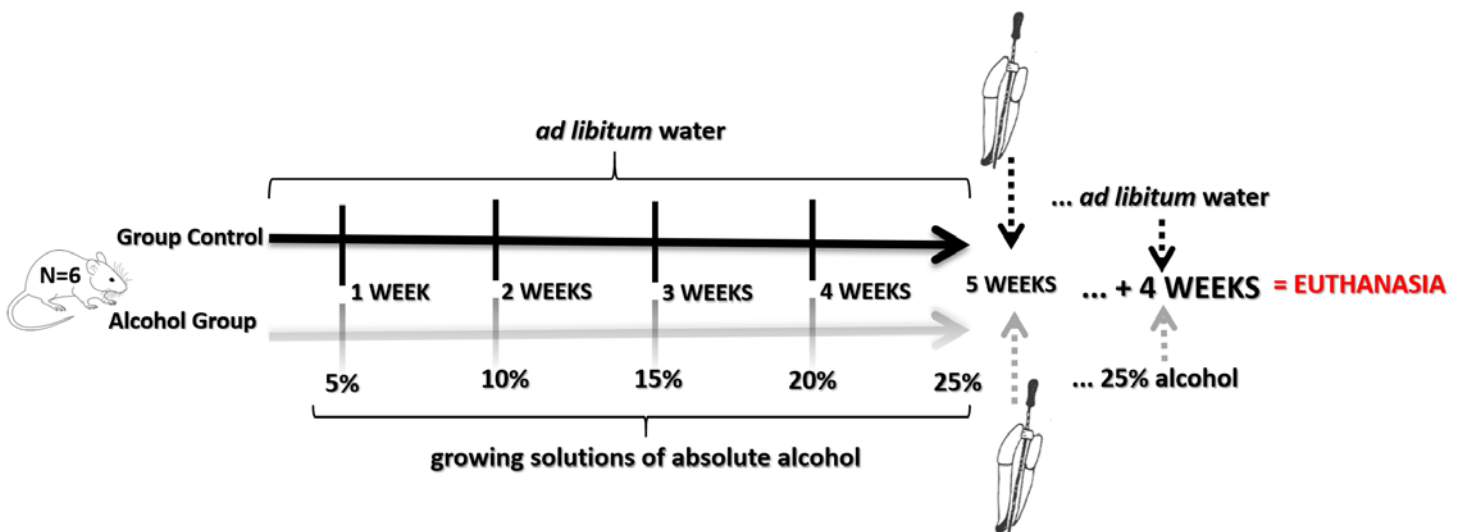 ad libitum water
... ad libitum water
Group Control
N=6
1 WEEK
2 WEEKS
3 WEEKS
4 WEEKS
5 WEEKS
... + 4 WEEKS
= EUTHANASIA
Alcohol Group
5%
10%
15%
20%
25%
... 25% alcohol
growing solutions of absolute alcohol